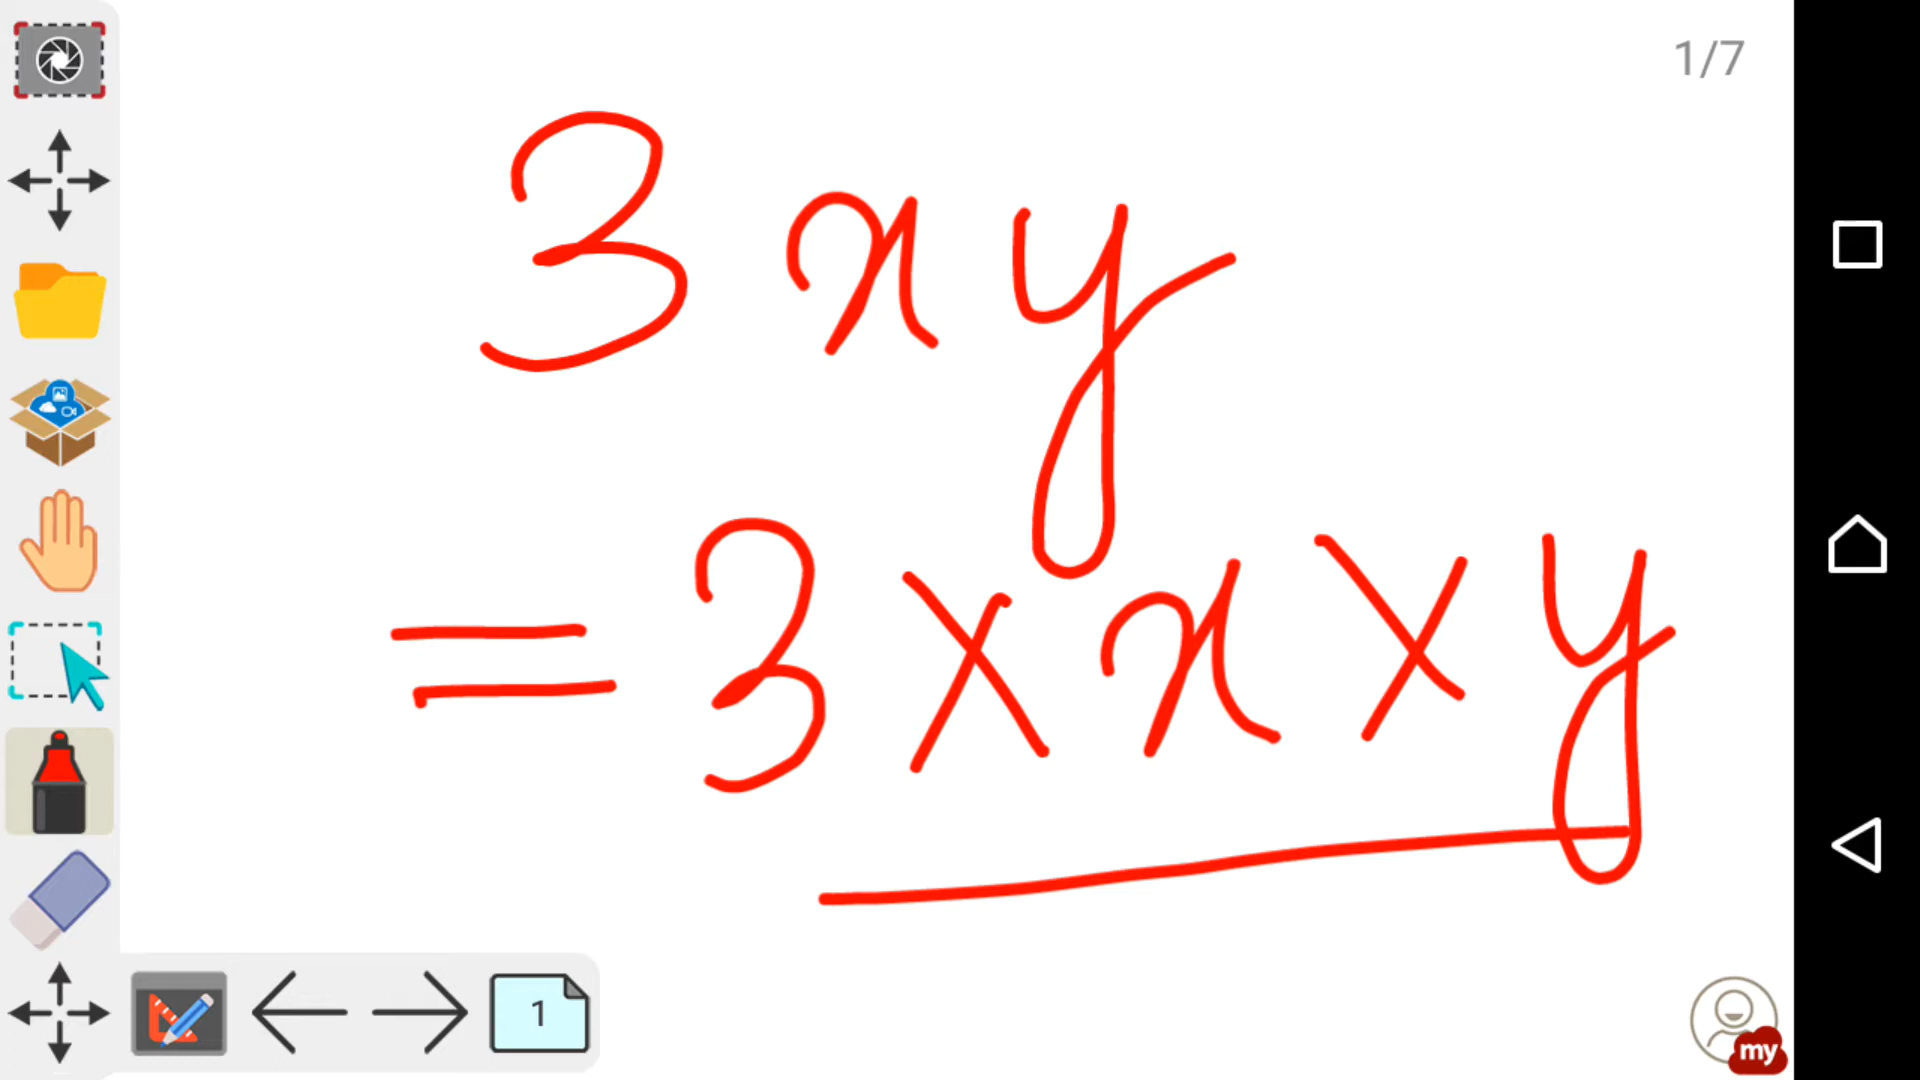 1/7
3xy
= 3 × x × y
1
my